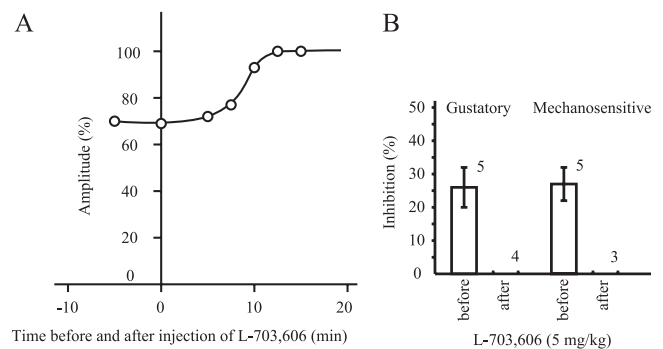 A
Amplitude (%)
100
80
60
40
20
0
-10
0
10
20
Time before and after injection of L-703,606 (min)
B
Inhibition (%)
50
40
30
20
10
0
Gustatory
Mechanosensitive
5
4
5
3
before
after
before
after
L-703,606 (5 mg/kg)